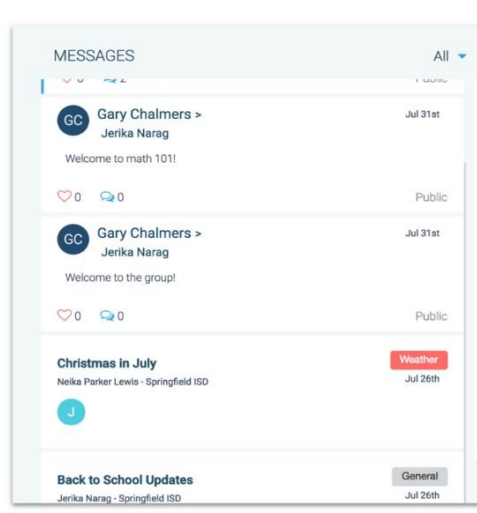 MESSAGES All
GC Gary Chalmers > Jul 31st
Jerika Narag
Welcome to math 101!
0 0 Public
GC Gary Chalmers > Jul 31st
Jerika Narag
Welcome to the group!
0 0 Public
Christmas in July Weather
Neika Parker Lewis - Springfield ISD Jul 26th
J
Back to School Updates General
Jerika Narag - Springfield ISD Jul 26th